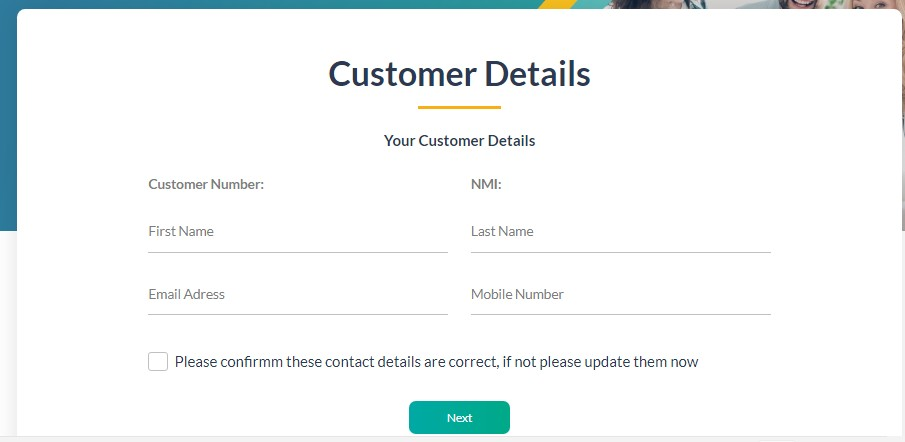 Customer Details
Your Customer Details
Customer Number: NMI:
First Name Last Name
Email Adress Mobile Number
Please confirmm these contact details are correct, if not please update them now
Next